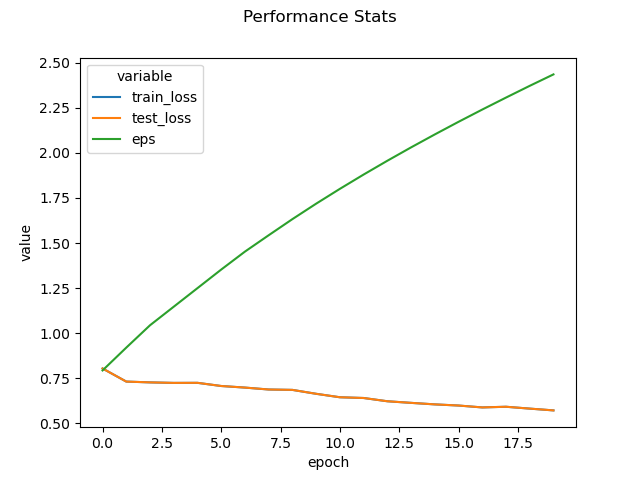 Performance Stats
2.50
2.25
2.00
1.75
1.50
1.25
1.00
0.75
0.50
value
variable
train_loss
test_loss
eps
0.0 2.5 5.0 7.5 10.0 12.5 15.0 17.5
epoch